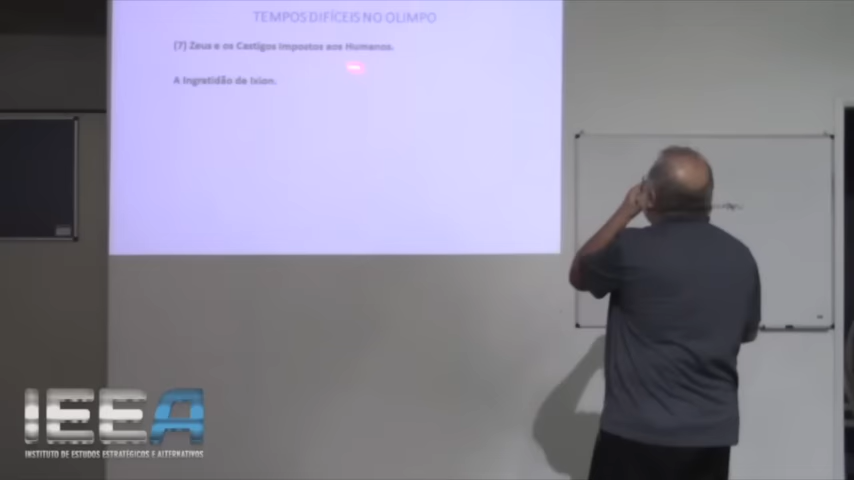 TEMPOS DIFÍCEIS NO OLIMPO
(7) Zeus e os Castigos Impostos aos Humanos.
A Ingratidão de Ixion.
IEEA
INSTITUTO DE ESTUDOS ESTRATÉGICOS E ALTERNATIVOS